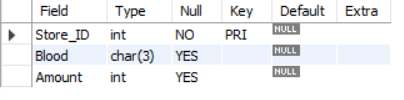 Field Type Null Key Default Extra
Store_ID int NO PRI NULL
Blood char(3) YES NULL
Amount int YES NULL